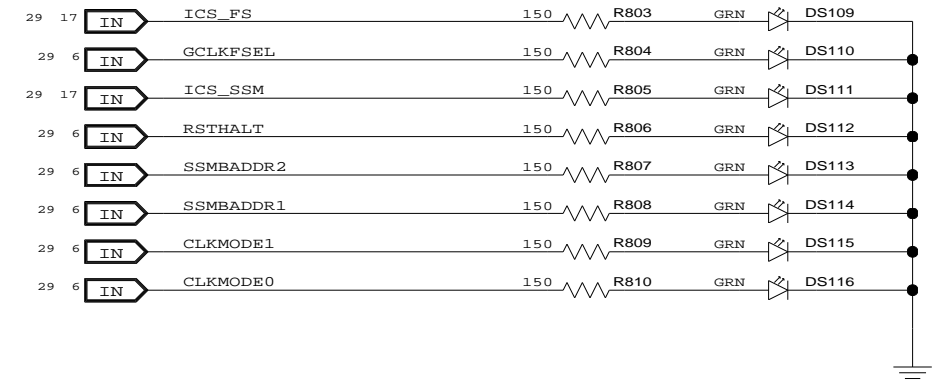 29 17 IN ICS_FS 150 R803 GRN DS109
29 6 IN GCLKFSEL 150 R804 GRN DS110
29 17 IN ICS_SSM 150 R805 GRN DS111
29 6 IN RSTHALT 150 R806 GRN DS112
29 6 IN SSMBADDR2 150 R807 GRN DS113
29 6 IN SSMBADDR1 150 R808 GRN DS114
29 6 IN CLKMODE1 150 R809 GRN DS115
29 6 IN CLKMODE0 150 R810 GRN DS116